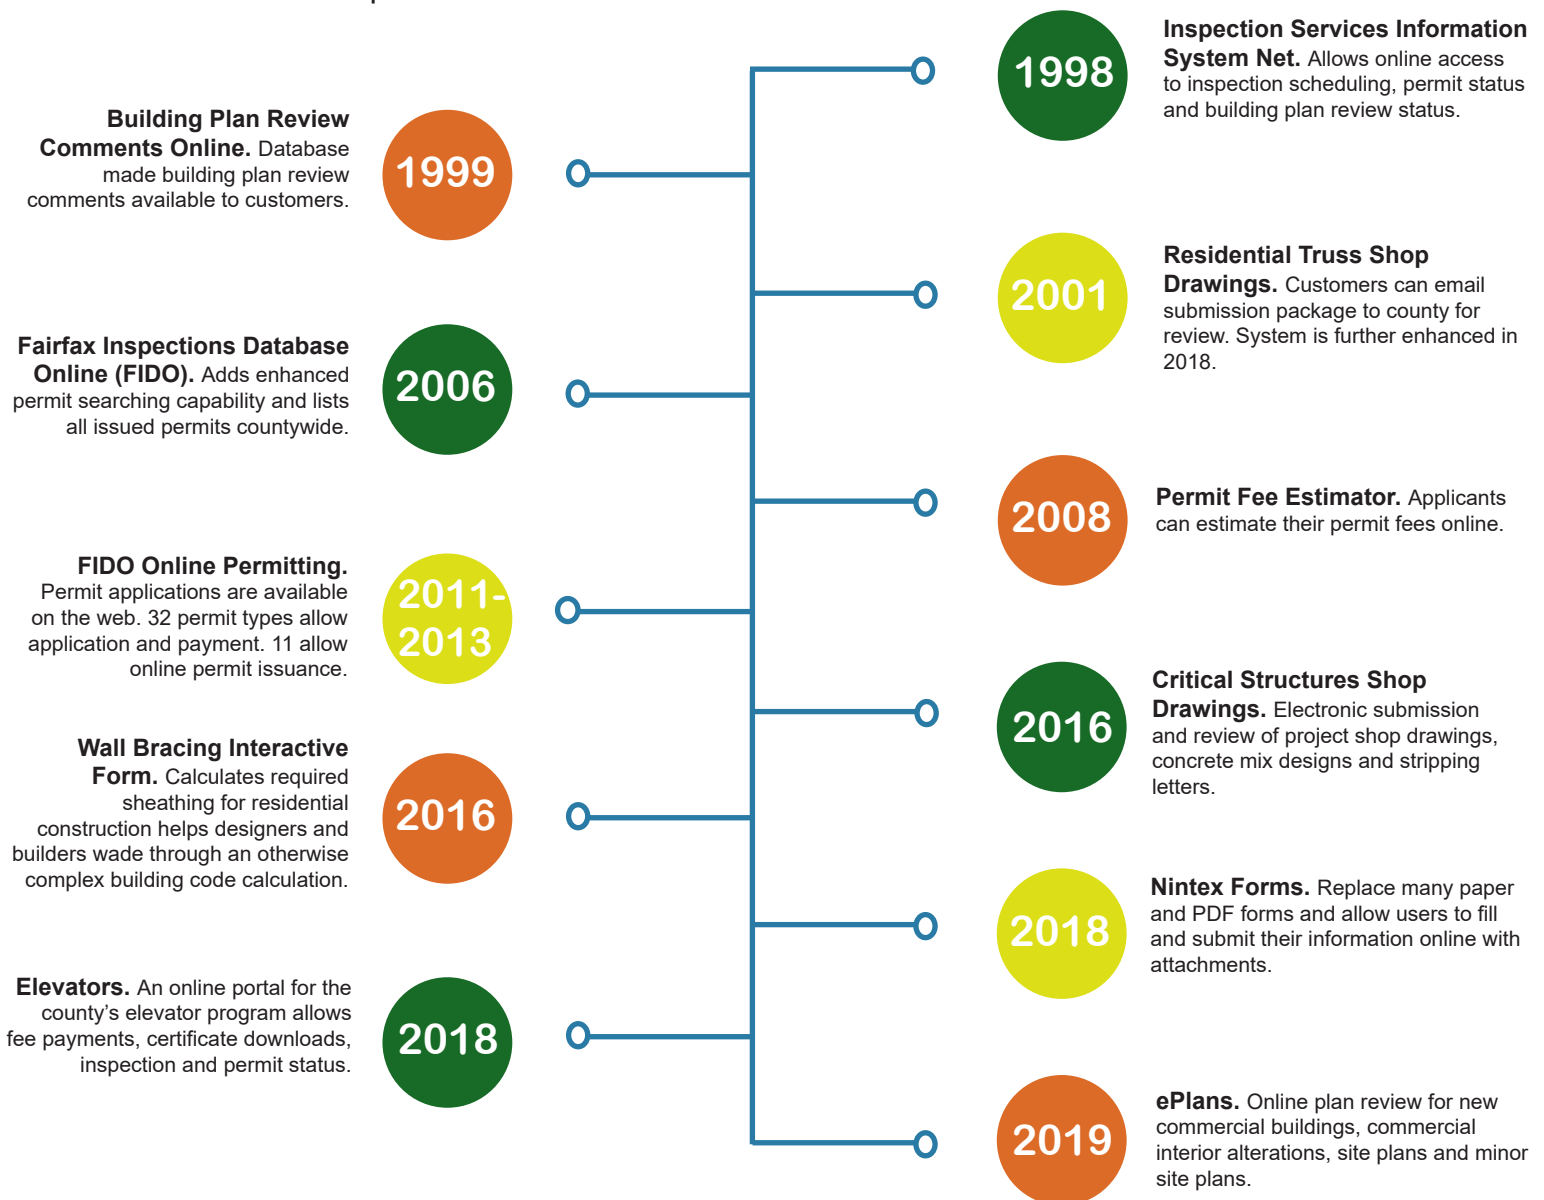 Inspection Services Information
System Net. Allows online access
to inspection scheduling, permit status
and building plan review status.
1998
Building Plan Review
Comments Online. Database
made building plan review
comments available to customers.
1999
Residential Truss Shop
Drawings. Customers can email
submission package to county for
review. System is further enhanced in
2018.
2001
Fairfax Inspections Database
Online (FIDO). Adds enhanced
permit searching capability and lists
all issued permits countywide.
2006
Permit Fee Estimator. Applicants
can estimate their permit fees online.
2008
FIDO Online Permitting.
Permit applications are available
on the web. 32 permit types allow
application and payment. 11 allow
online permit issuance.
2011-
2013
Critical Structures Shop
Drawings. Electronic submission
and review of project shop drawings,
concrete mix designs and stripping
letters.
2016
Wall Bracing Interactive
Form. Calculates required
sheathing for residential
construction helps designers and
builders wade through an otherwise
complex building code calculation.
2016
Nintex Forms. Replace many paper
and PDF forms and allow users to fill
and submit their information online with
attachments.
2018
Elevators. An online portal for the
county's elevator program allows
fee payments, certificate downloads,
inspection and permit status.
2018
ePlans. Online plan review for new
commercial buildings, commercial
interior alterations, site plans and minor
site plans.
2019